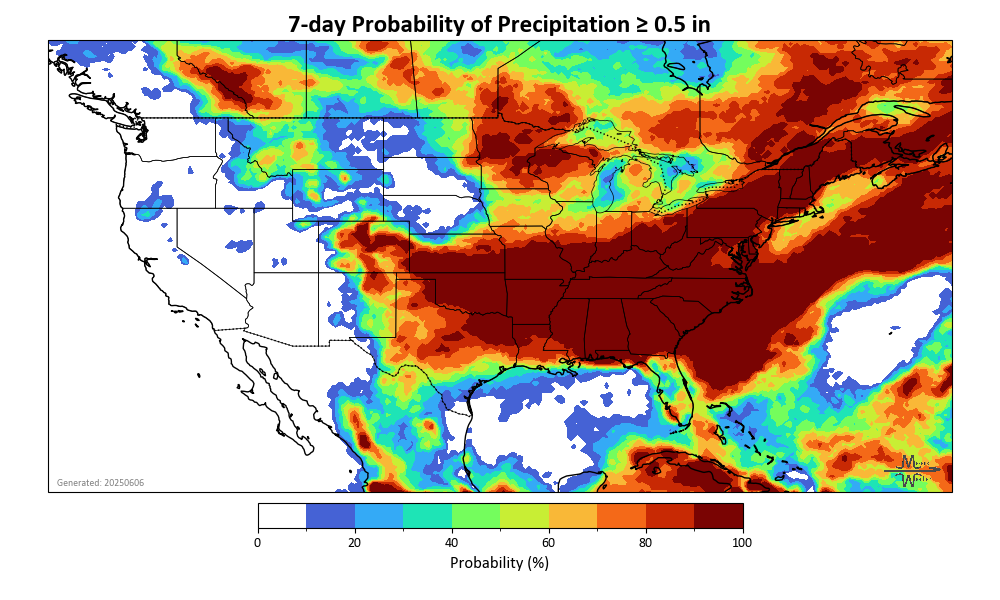 7-day Probability of Precipitation ≥ 0.5 in
Generated: 20250606
0 20 40 60 80 100
Probability (%)